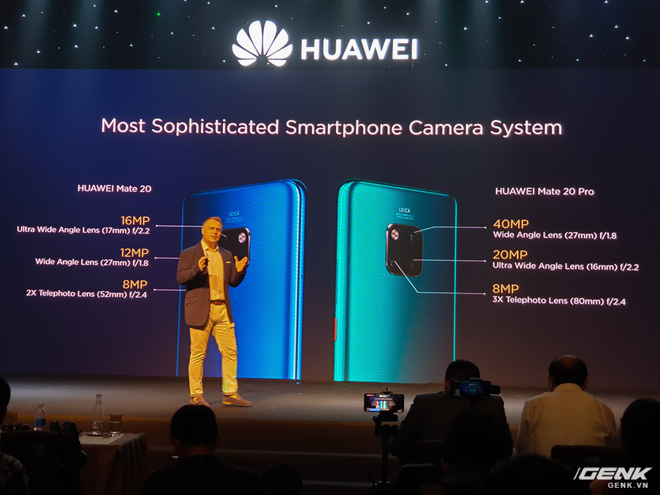 HUAWEI
Most Sophisticated Smartphone Camera System
HUAWEI Mate 20
16MP
Ultra Wide Angle Lens (17mm) f/2.2
12MP
Wide Angle Lens (27mm) f/1.8
8MP
2X Telephoto Lens (52mm) f/2.4
LEICA
LEICA
HUAWEI Mate 20 Pro
40MP
Wide Angle Lens (27mm) f/1.8
20MP
Ultra Wide Angle Lens (16mm) f/2.2
8MP
3X Telephoto Lens (80mm) f/2.4
GENK
GENK.VN